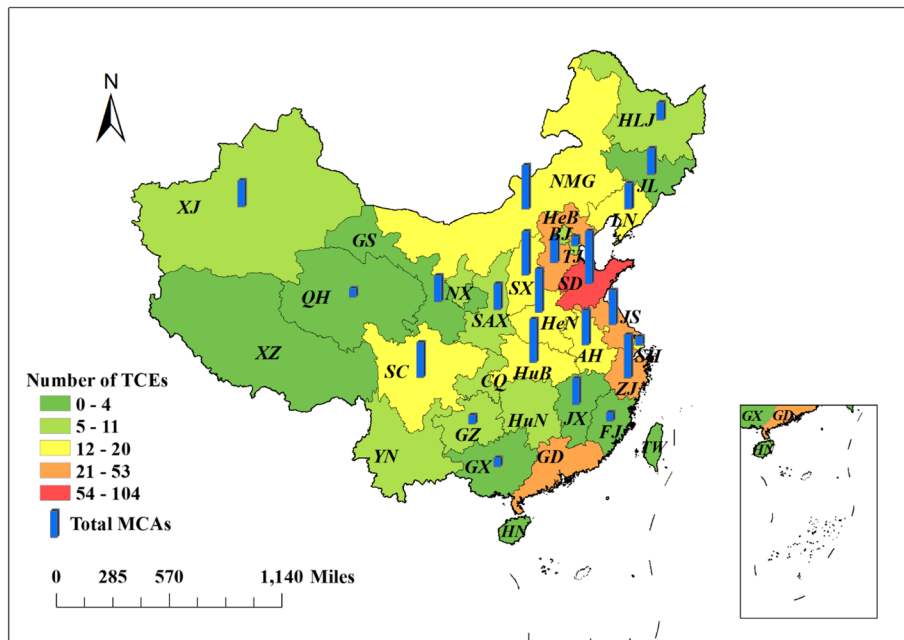 N
HLJ
JL
LN
NMG
XJ
HeB
BJ
TJ
GS
SD
SX
NX
QH
SAX
HeN
JS
XZ
SC
AH
SH
HuB
CQ
ZJ
HuN
JX
GZ
FJ
YN
GX
GD
TW
HN
Number of TCEs
0 - 4
5 - 11
12 - 20
21 - 53
54 - 104
Total MCAs
0 285 570 1,140 Miles
GX GD
HN